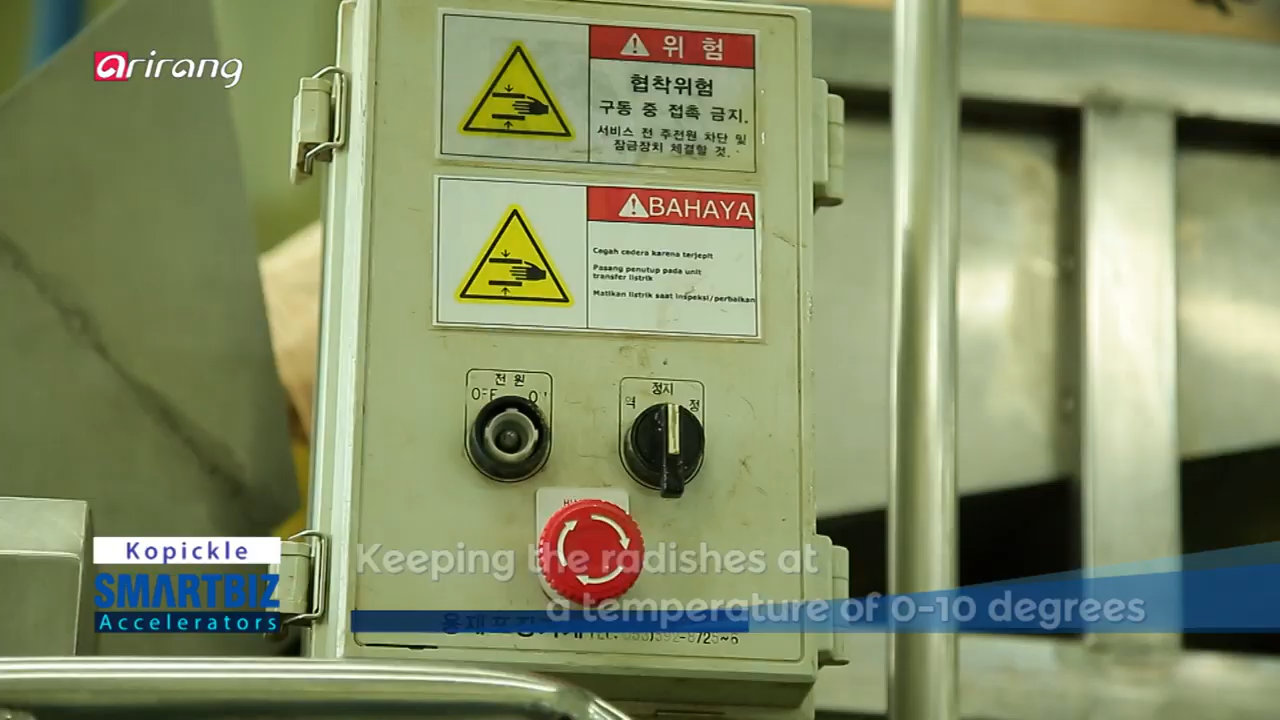 arirang
위 험
협착위험
구동 중 접촉 금지.
서비스 전 주전원 차단 및
잠금장치 체결할 것.
BAHAYA
Cegah cedera karena terjepit
Pasang penutup pada unit
transfer listrik
Matikan listrik saat inspeksi/perbaikan
전 원
OFF
정지
역 정
Keeping the radishes at
a temperature of 0-10 degrees
Kopickle
SMARTBIZ
Accelerators